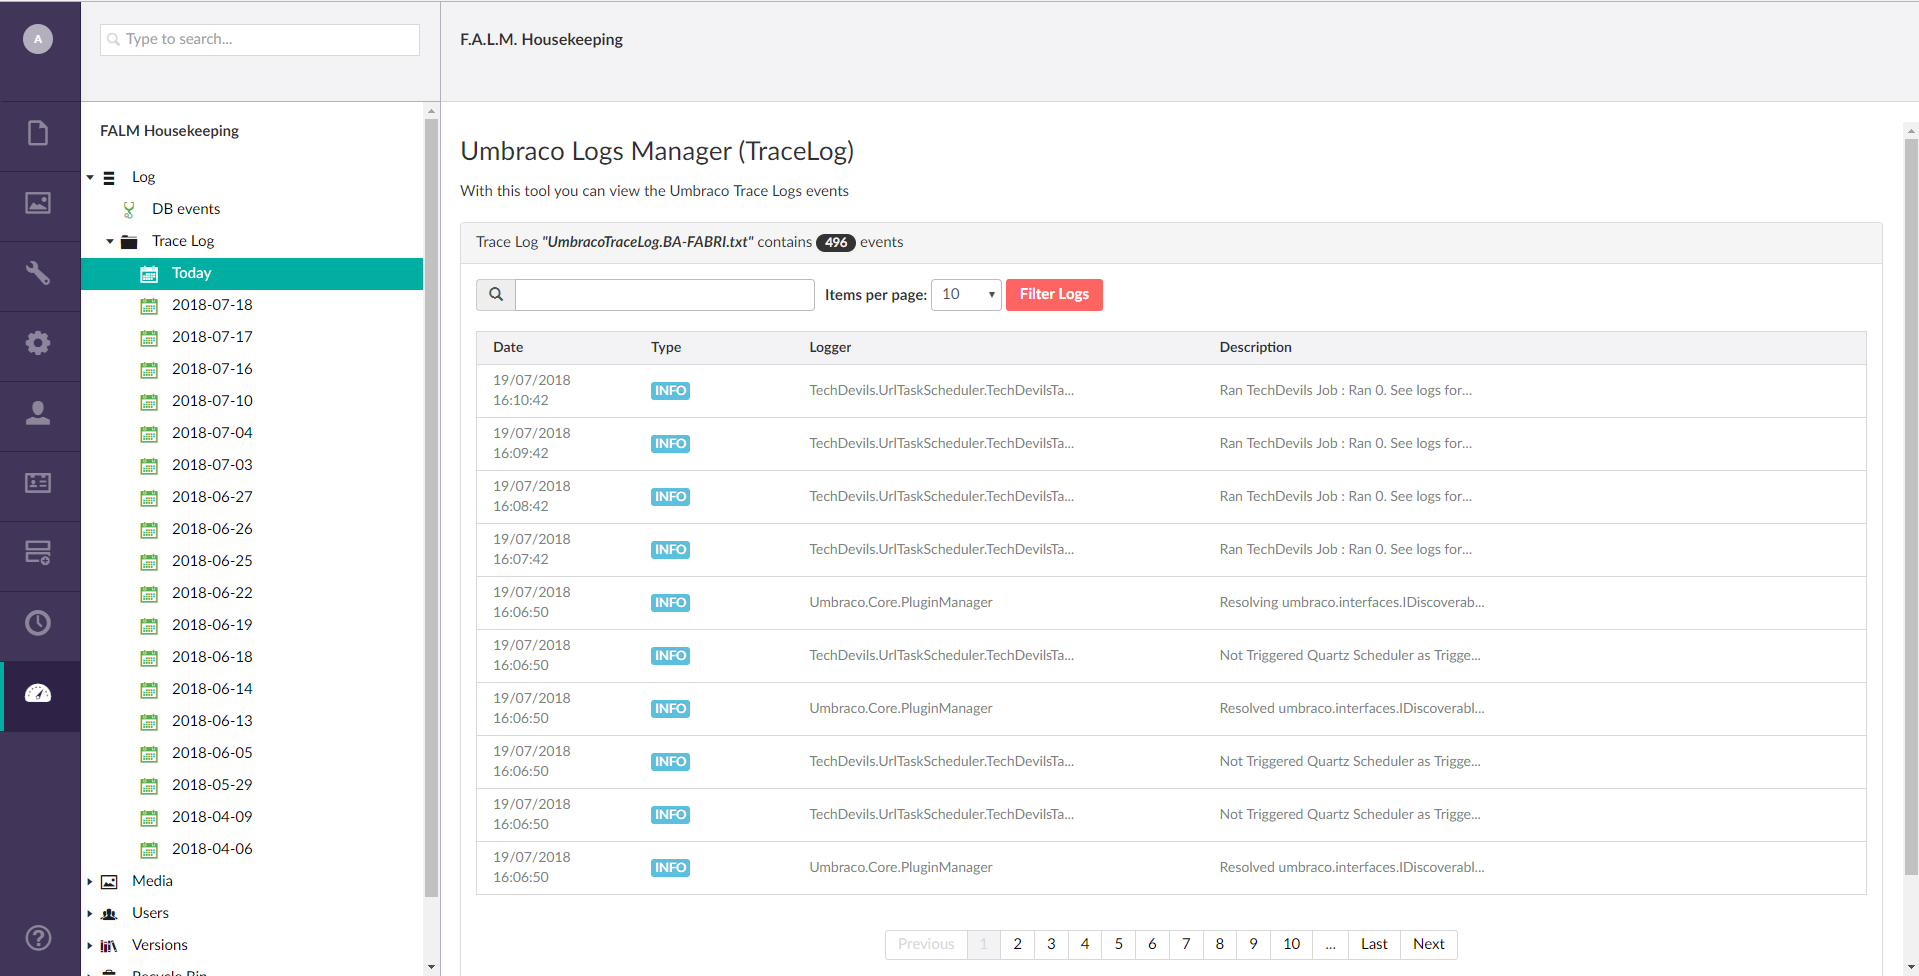 A
Type to search...
F.A.L.M. Housekeeping
FALM Housekeeping
Log
DB events
Trace Log
Today
2018-07-18
2018-07-17
2018-07-16
2018-07-10
2018-07-04
2018-07-03
2018-06-27
2018-06-26
2018-06-25
2018-06-22
2018-06-19
2018-06-18
2018-06-14
2018-06-13
2018-06-05
2018-05-29
2018-04-09
2018-04-06
Media
Users
Versions
Recycle Bin
Umbraco Logs Manager (TraceLog)
With this tool you can view the Umbraco Trace Logs events
Trace Log "UmbracoTraceLog.BA-FABRI.txt" contains 496 events
Items per page: 10 Filter Logs
Date Type Logger Description
19/07/2018
16:10:42 INFO TechDevils.UrlTaskScheduler.TechDevilsTa... Ran TechDevils Job : Ran 0. See logs for...
19/07/2018
16:09:42 INFO TechDevils.UrlTaskScheduler.TechDevilsTa... Ran TechDevils Job : Ran 0. See logs for...
19/07/2018
16:08:42 INFO TechDevils.UrlTaskScheduler.TechDevilsTa... Ran TechDevils Job : Ran 0. See logs for...
19/07/2018
16:07:42 INFO TechDevils.UrlTaskScheduler.TechDevilsTa... Ran TechDevils Job : Ran 0. See logs for...
19/07/2018
16:06:50 INFO Umbraco.Core.PluginManager Resolving umbraco.interfaces.IDiscoverab...
19/07/2018
16:06:50 INFO TechDevils.UrlTaskScheduler.TechDevilsTa... Not Triggered Quartz Scheduler as Trigge...
19/07/2018
16:06:50 INFO Umbraco.Core.PluginManager Resolved umbraco.interfaces.IDiscoverabl...
19/07/2018
16:06:50 INFO TechDevils.UrlTaskScheduler.TechDevilsTa... Not Triggered Quartz Scheduler as Trigge...
19/07/2018
16:06:50 INFO TechDevils.UrlTaskScheduler.TechDevilsTa... Not Triggered Quartz Scheduler as Trigge...
19/07/2018
16:06:50 INFO Umbraco.Core.PluginManager Resolved umbraco.interfaces.IDiscoverabl...
Previous 1 2 3 4 5 6 7 8 9 10 ... Last Next